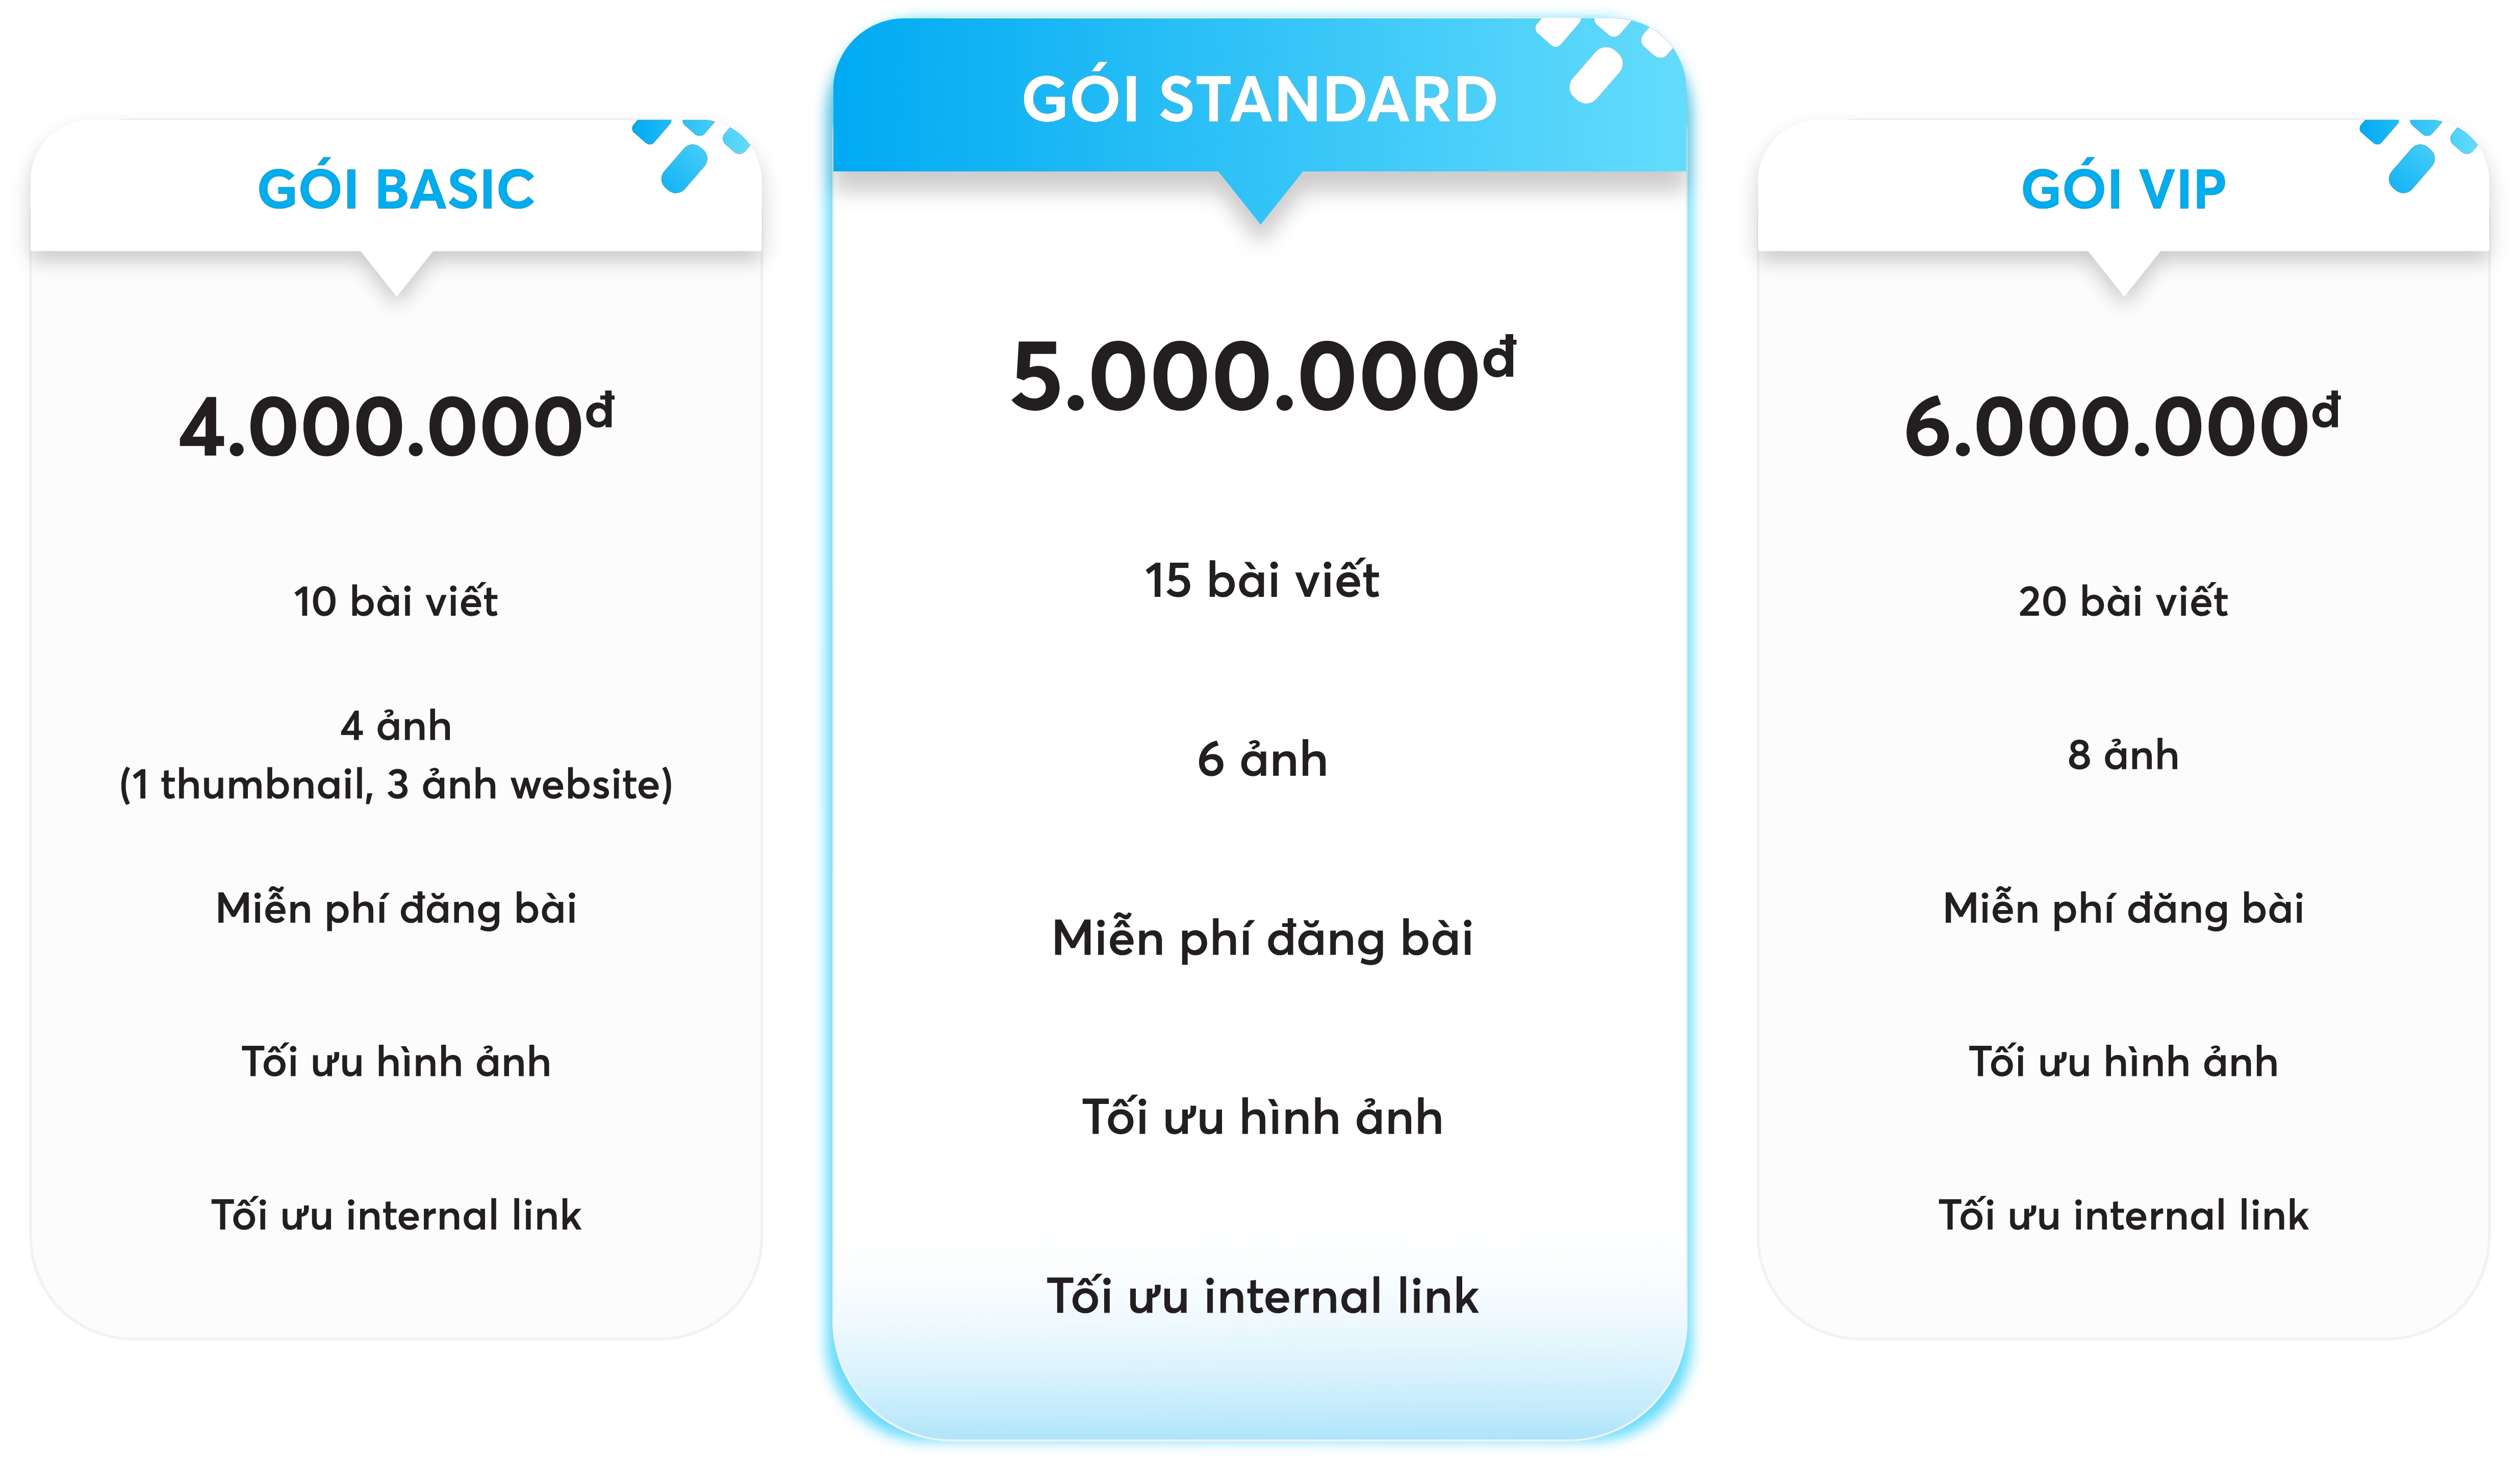 GÓI BASIC
4.000.000đ
10 bài viết
4 ảnh
(1 thumbnail, 3 ảnh website)
Miễn phí đăng bài
Tối ưu hình ảnh
Tối ưu internal link
GÓI STANDARD
5.000.000đ
15 bài viết
6 ảnh
Miễn phí đăng bài
Tối ưu hình ảnh
Tối ưu internal link
GÓI VIP
6.000.000đ
20 bài viết
8 ảnh
Miễn phí đăng bài
Tối ưu hình ảnh
Tối ưu internal link